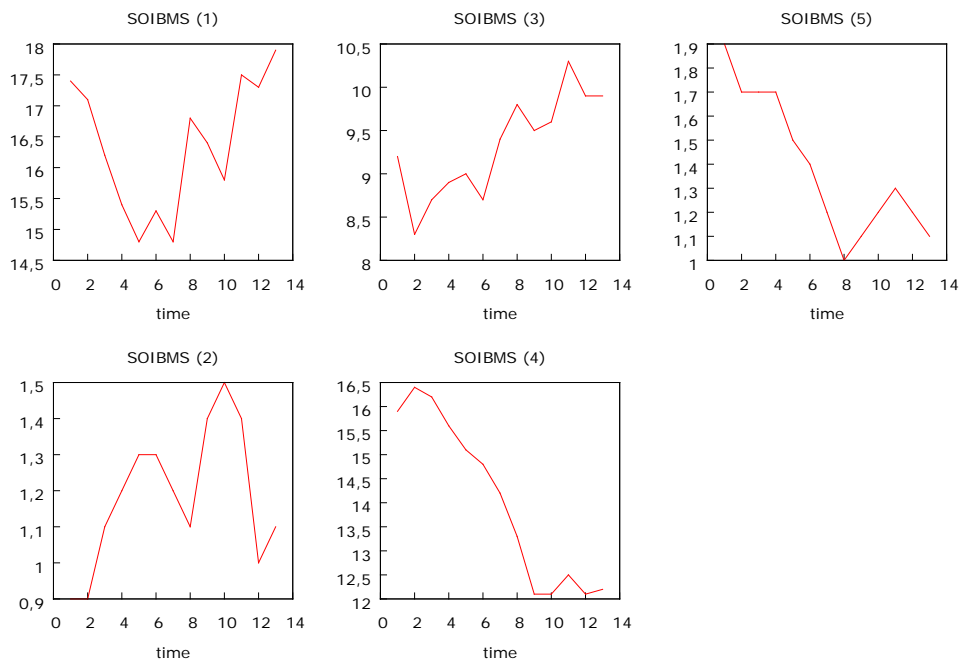 SOIBMS (1)
18
17,5
17
16,5
16
15,5
15
14,5
0 2 4 6 8 10 12 14
time
SOIBMS (3)
10,5
10
9,5
9
8,5
8
0 2 4 6 8 10 12 14
time
SOIBMS (5)
1,9
1,8
1,7
1,6
1,5
1,4
1,3
1,2
1,1
1
0 2 4 6 8 10 12 14
time
SOIBMS (2)
1,5
1,4
1,3
1,2
1,1
1
0,9
0 2 4 6 8 10 12 14
time
SOIBMS (4)
16,5
16
15,5
15
14,5
14
13,5
13
12,5
12
0 2 4 6 8 10 12 14
time